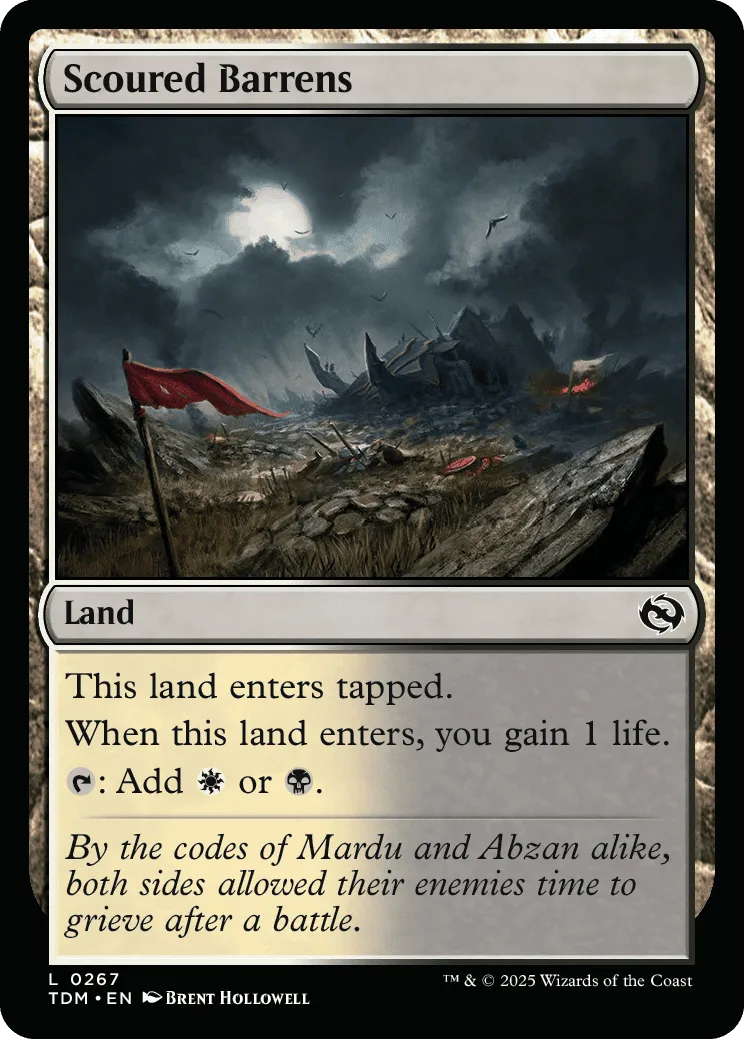 Scoured Barrens
Land
This land enters tapped.
When this land enters, you gain 1 life.
: Add or .
By the codes of Mardu and Abzan alike,
both sides allowed their enemies time to
grieve after a battle.
L 0267
TDM • EN Brent Hollowell
™ & © 2025 Wizards of the Coast